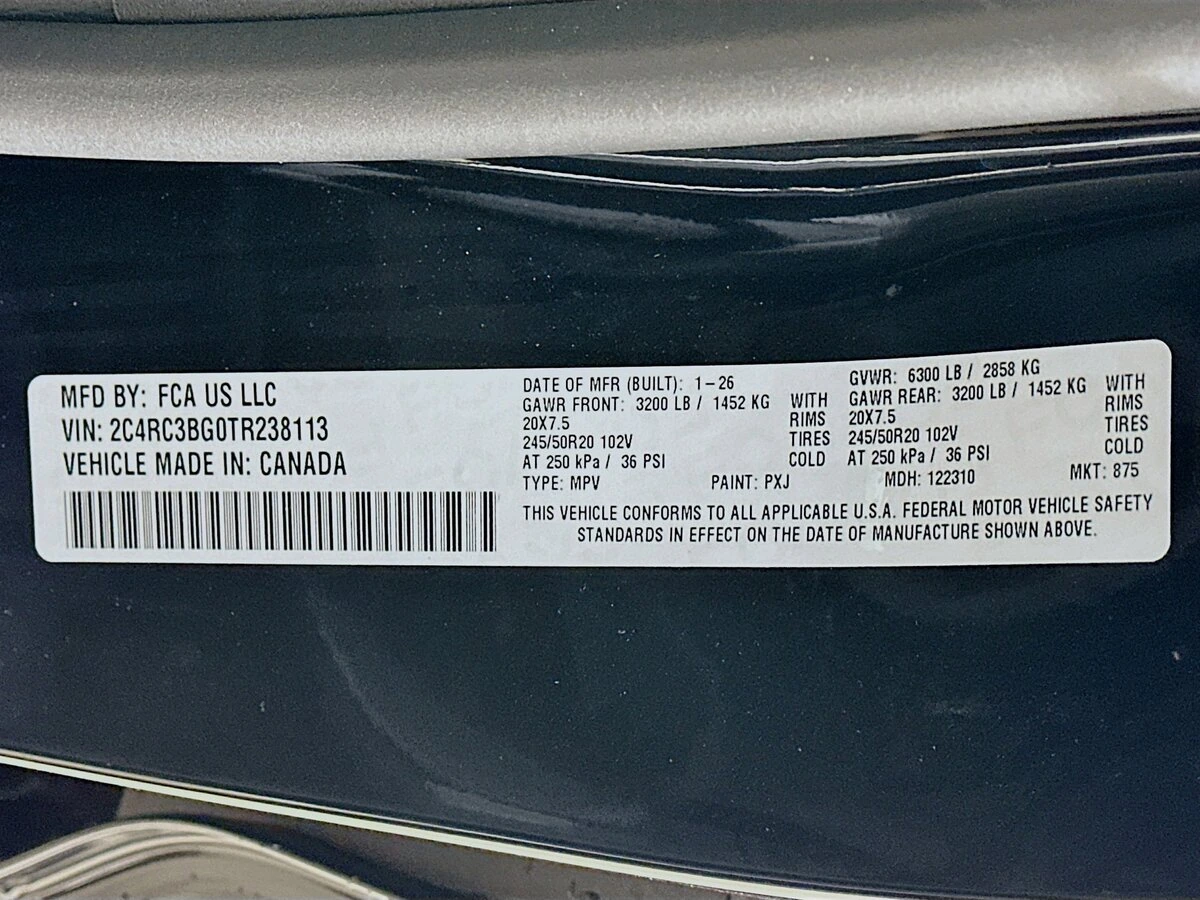 MFD BY: FCA US LLC
VIN: 2C4RC3BG0TR238113
VEHICLE MADE IN: CANADA
DATE OF MFR (BUILT): 1-26
GAWR FRONT: 3200 LB / 1452 KG WITH
20X7.5 RIMS
245/50R20 102V TIRES
AT 250 kPa / 36 PSI COLD
GVWR: 6300 LB / 2858 KG
GAWR REAR: 3200 LB / 1452 KG WITH
20X7.5 RIMS
245/50R20 102V TIRES
AT 250 kPa / 36 PSI COLD
TYPE: MPV PAINT: PXJ MDH: 122310 MKT: 875
THIS VEHICLE CONFORMS TO ALL APPLICABLE U.S.A. FEDERAL MOTOR VEHICLE SAFETY
STANDARDS IN EFFECT ON THE DATE OF MANUFACTURE SHOWN ABOVE.